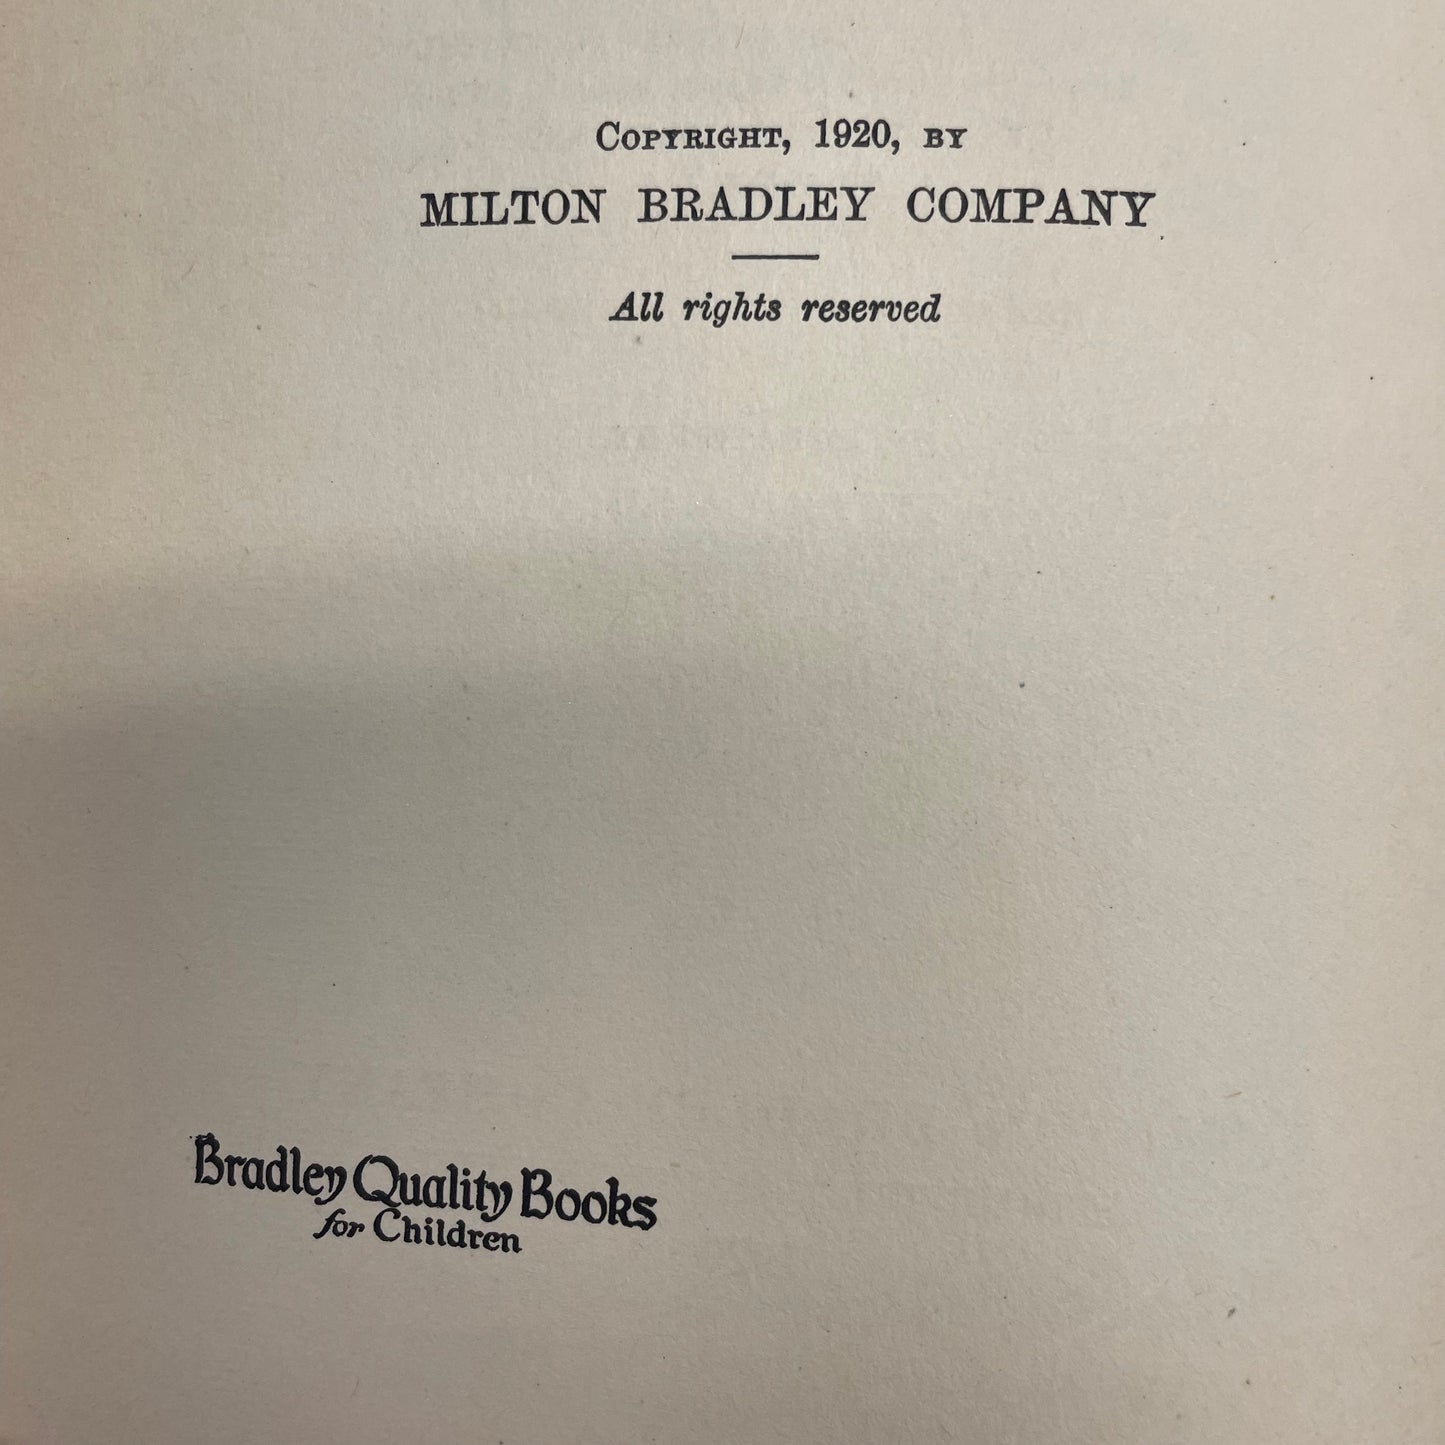 Copyright, 1920, by
MILTON BRADLEY COMPANY
All rights reserved
Bradley Quality Books
for Children